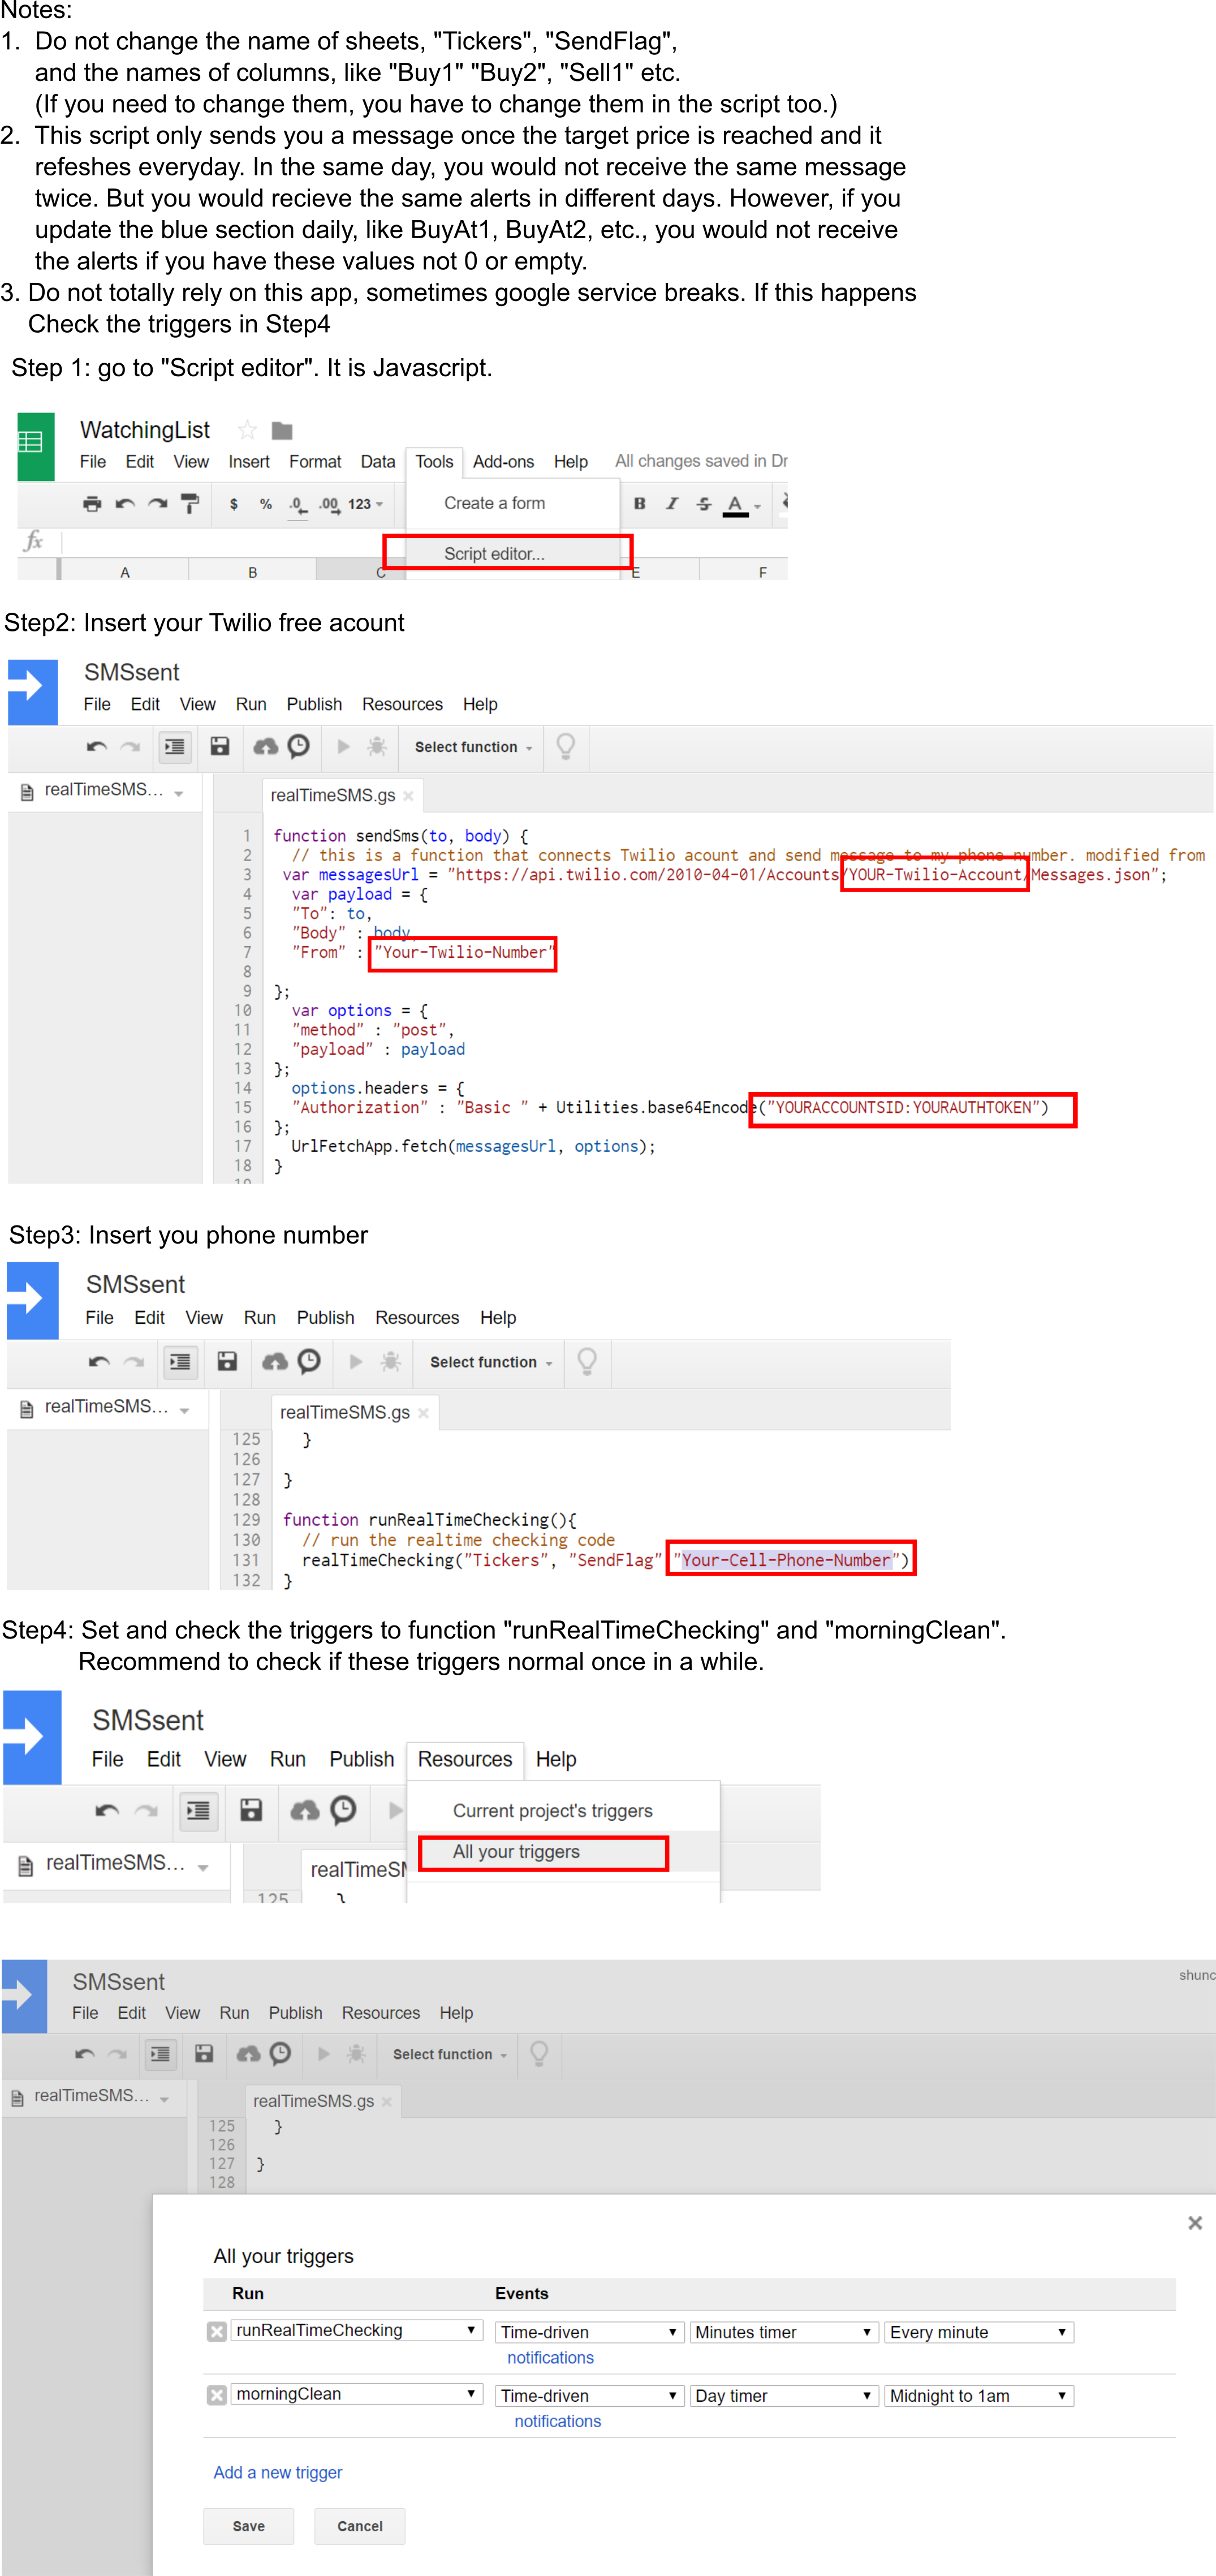 Notes:
1. Do not change the name of sheets, "Tickers", "SendFlag",
and the names of columns, like "Buy1" "Buy2", "Sell1" etc.
(If you need to change them, you have to change them in the script too.)
2. This script only sends you a message once the target price is reached and it
refeshes everyday. In the same day, you would not receive the same message
twice. But you would recieve the same alerts in different days. However, if you
update the blue section daily, like BuyAt1, BuyAt2, etc., you would not receive
the alerts if you have these values not 0 or empty.
3. Do not totally rely on this app, sometimes google service breaks. If this happens
Check the triggers in Step4
Step 1: go to "Script editor". It is Javascript.
WatchingList
File Edit View Insert Format Data Tools Add-ons Help All changes saved in Dr
$ % .0 .00 123 B I S A
Create a form
fx
Script editor...
A B C E F
Step2: Insert your Twilio free acount
SMSsent
File Edit View Run Publish Resources Help
Select function
realTimeSMS... realTimeSMS.gs
1 function sendSms(to, body) {
2 // this is a function that connects Twilio acount and send message to my phone number. modified from
3 var messagesUrl = "https://api.twilio.com/2010-04-01/Accounts/YOUR-Twilio-Account/Messages.json";
4 var payload = {
5 "To": to,
6 "Body" : body,
7 "From" : "Your-Twilio-Number"
8
9 };
10 var options = {
11 "method" : "post",
12 "payload" : payload
13 };
14 options.headers = {
15 "Authorization" : "Basic " + Utilities.base64Encode("YOURACCOUNTSID:YOURAUTHTOKEN")
16 };
17 UrlFetchApp.fetch(messagesUrl, options);
18 }
19
Step3: Insert you phone number
SMSsent
File Edit View Run Publish Resources Help
Select function
realTimeSMS... realTimeSMS.gs
125 }
126
127 }
128
129 function runRealTimeChecking(){
130 // run the realtime checking code
131 realTimeChecking("Tickers", "SendFlag" "Your-Cell-Phone-Number")
132 }
Step4: Set and check the triggers to function "runRealTimeChecking" and "morningClean".
Recommend to check if these triggers normal once in a while.
SMSsent
File Edit View Run Publish Resources Help
Current project's triggers
All your triggers
realTimeSMS... realTimeSM
125 }
SMSsent shunc
File Edit View Run Publish Resources Help
Select function
realTimeSMS... realTimeSMS.gs
125 }
126
127 }
128
All your triggers
Run Events
runRealTimeChecking Time-driven Minutes timer Every minute
notifications
morningClean Time-driven Day timer Midnight to 1am
notifications
Add a new trigger
Save Cancel